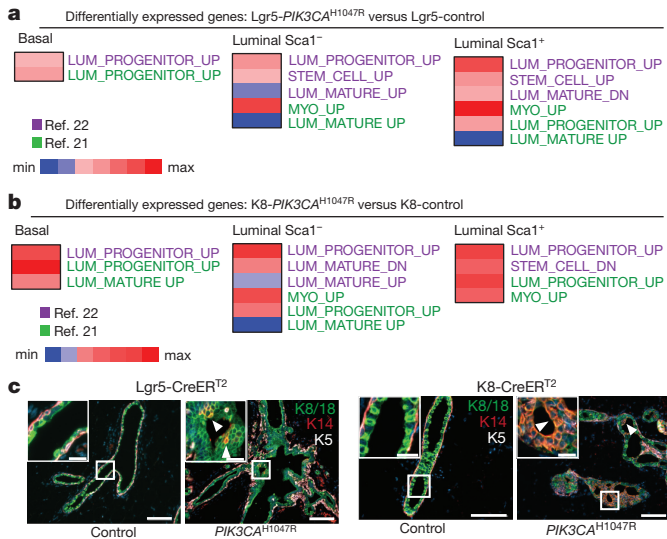 a
Differentially expressed genes: Lgr5-PIK3CAᴴ¹⁰⁴⁷ᴿ versus Lgr5-control
Basal
LUM_PROGENITOR_UP
LUM_PROGENITOR_UP
Ref. 22
Ref. 21
min
max
Luminal Sca1⁻
LUM_PROGENITOR_UP
STEM_CELL_UP
LUM_MATURE_UP
MYO_UP
LUM_MATURE UP
Luminal Sca1⁺
LUM_PROGENITOR_UP
STEM_CELL_UP
LUM_MATURE_DN
MYO_UP
LUM_PROGENITOR_UP
LUM_MATURE UP
b
Differentially expressed genes: K8-PIK3CAᴴ¹⁰⁴⁷ᴿ versus K8-control
Basal
LUM_PROGENITOR_UP
LUM_PROGENITOR_UP
LUM_MATURE UP
Ref. 22
Ref. 21
min
max
Luminal Sca1⁻
LUM_PROGENITOR_UP
LUM_MATURE_DN
LUM_MATURE_UP
MYO_UP
LUM_PROGENITOR_UP
LUM_MATURE UP
Luminal Sca1⁺
LUM_PROGENITOR_UP
STEM_CELL_DN
LUM_PROGENITOR_UP
MYO_UP
c
Lgr5-CreERᵀ²
K8-CreERᵀ²
K8/18
K14
K5
K8/18
K14
K5
Control
PIK3CAᴴ¹⁰⁴⁷ᴿ
Control
PIK3CAᴴ¹⁰⁴⁷ᴿ